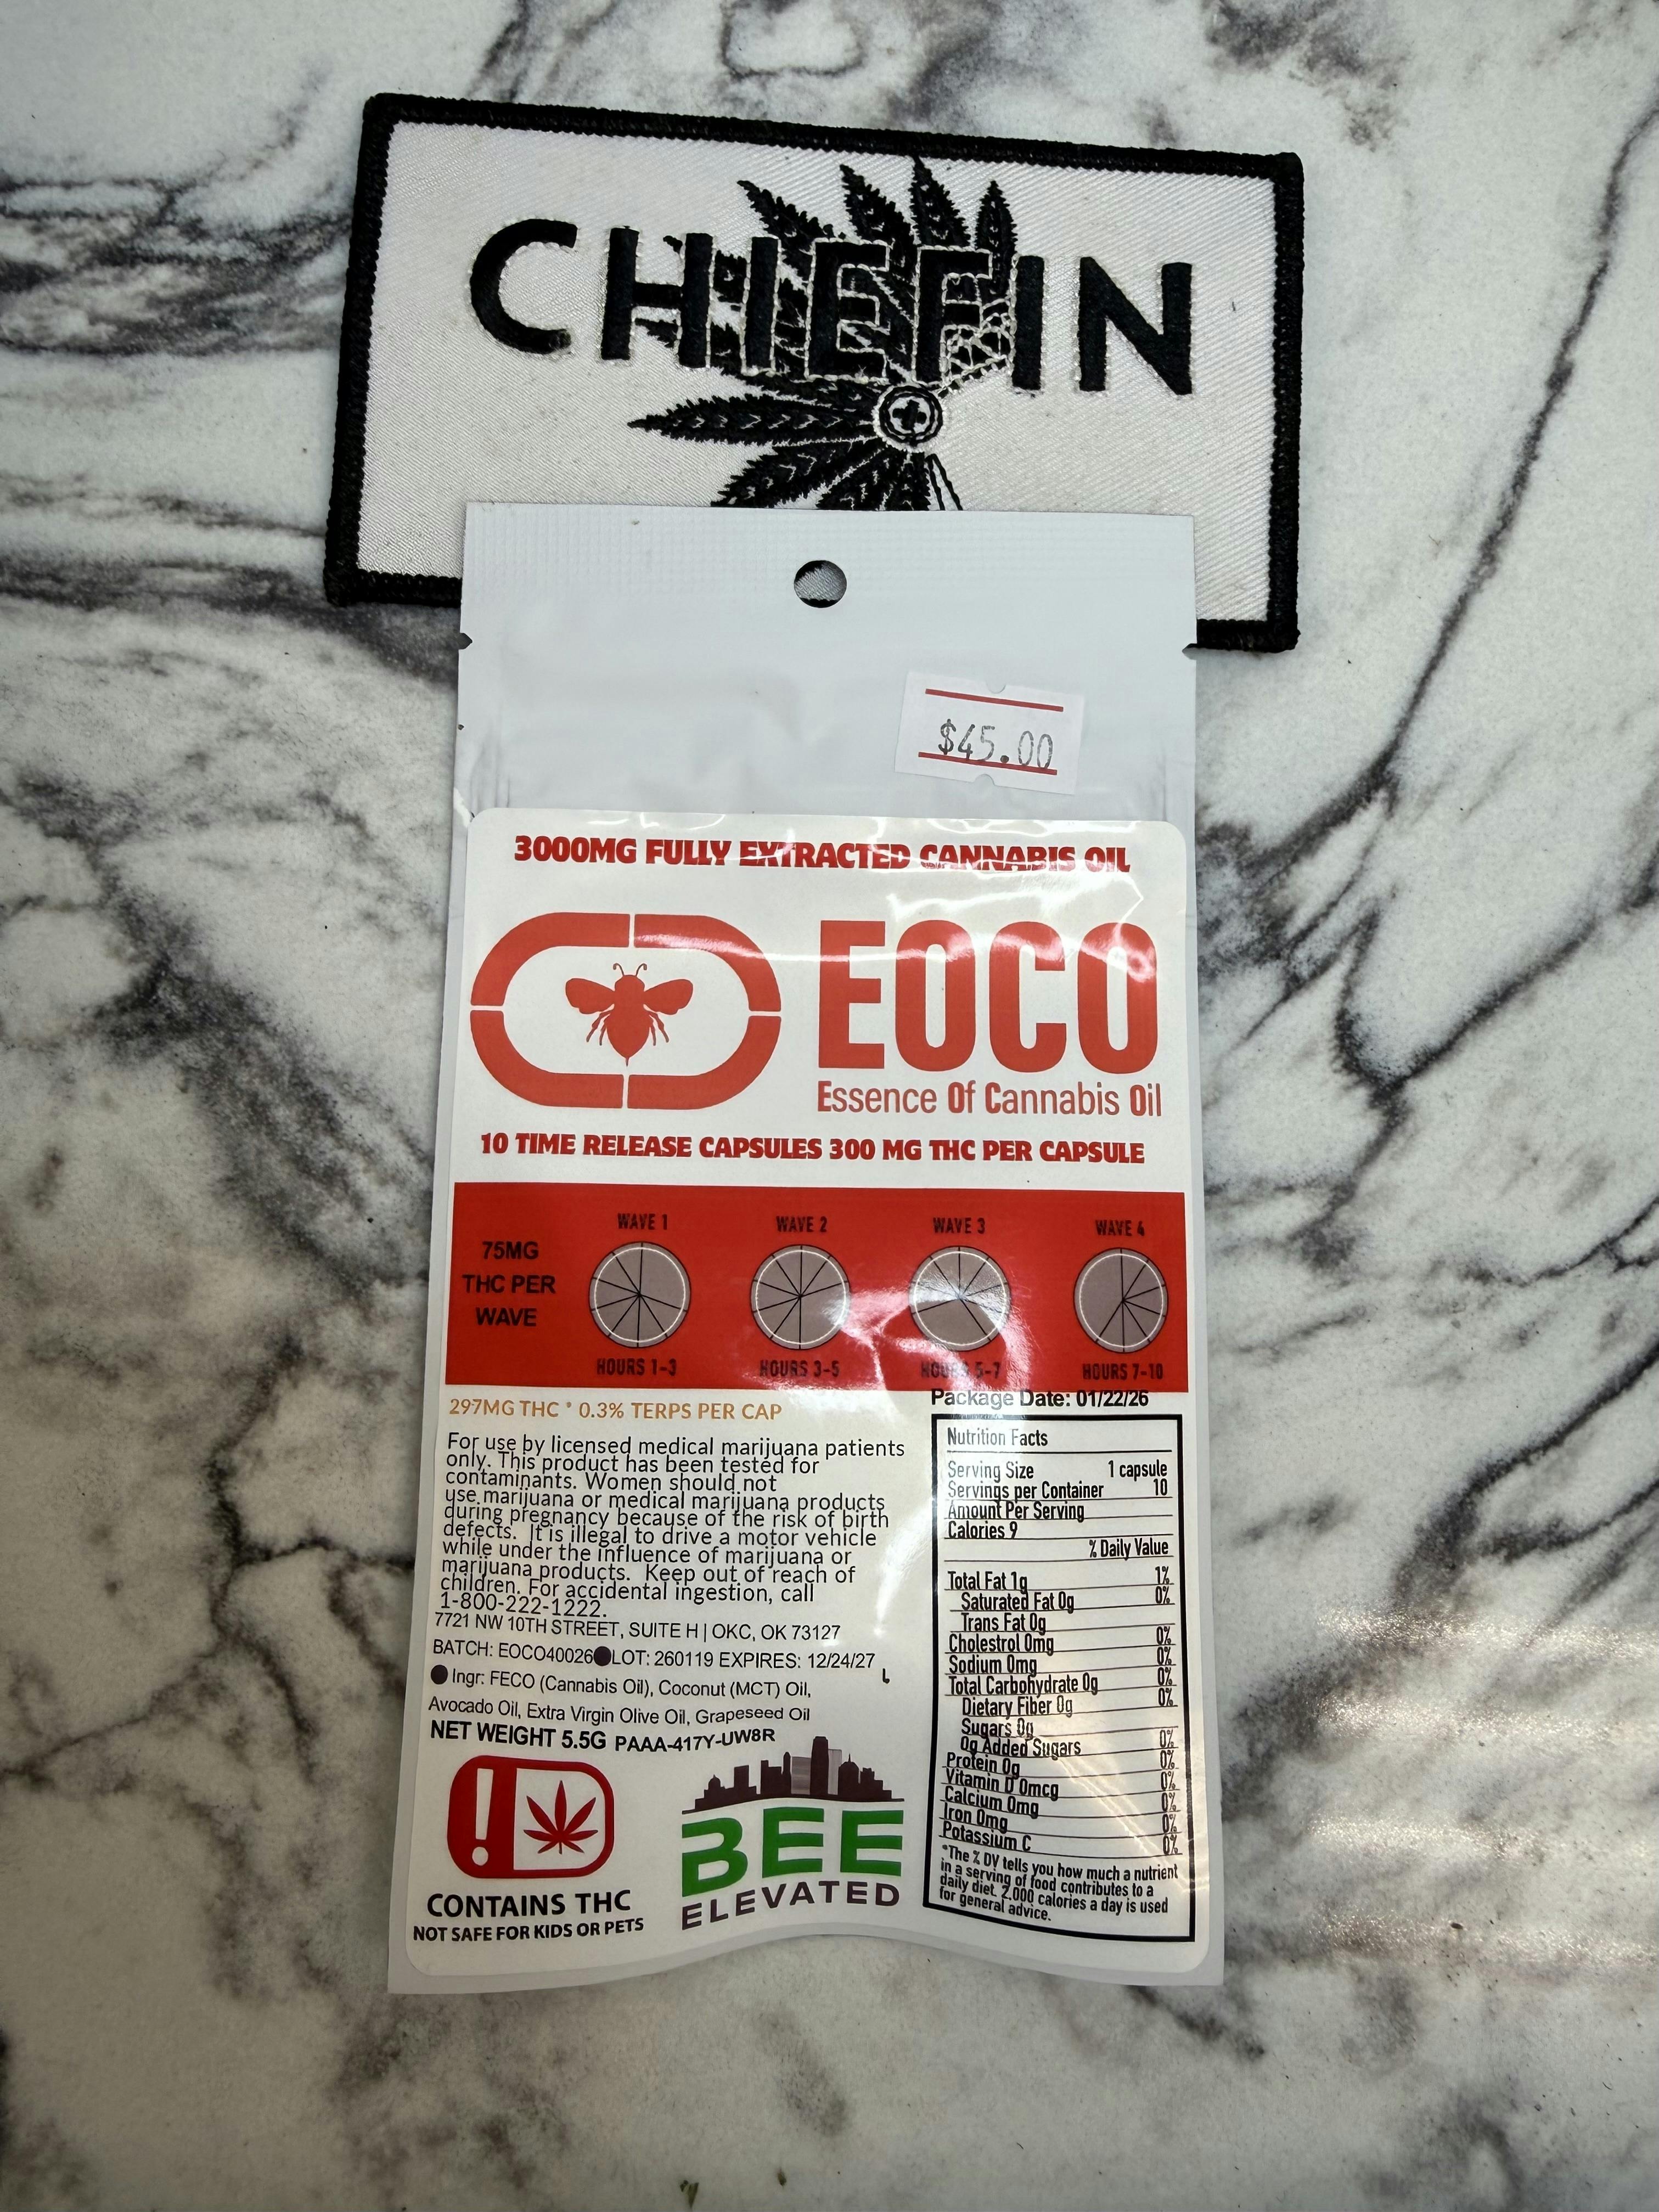 CHIEFIN
$45.00
3000MG FULLY EXTRACTED CANNABIS OIL
EOCO
Essence Of Cannabis Oil
10 TIME RELEASE CAPSULES 300 MG THC PER CAPSULE
75MG
THC PER
WAVE
WAVE 1
HOURS 1-3
WAVE 2
HOURS 3-5
WAVE 3
HOURS 5-7
WAVE 4
HOURS 7-10
297MG THC * 0.3% TERPS PER CAP
For use by licensed medical marijuana patients
only. This product has been tested for
contaminants. Women should not
use marijuana or medical marijuana products
during pregnancy because of the risk of birth
defects. It is illegal to drive a motor vehicle
while under the influence of marijuana or
marijuana products. Keep out of reach of
children. For accidental ingestion, call
1-800-222-1222.
7721 NW 10TH STREET, SUITE H | OKC, OK 73127
BATCH: EOCO40026●LOT: 260119 EXPIRES: 12/24/27
● Ingr: FECO (Cannabis Oil), Coconut (MCT) Oil,
Avocado Oil, Extra Virgin Olive Oil, Grapeseed Oil
NET WEIGHT 5.5G PAAA-417Y-UW8R
CONTAINS THC
NOT SAFE FOR KIDS OR PETS
BEE
ELEVATED
Package Date: 01/22/26
Nutrition Facts
Serving Size 1 capsule
Servings per Container 10
Amount Per Serving
Calories 9
% Daily Value
Total Fat 1g 1%
Saturated Fat 0g 0%
Trans Fat 0g
Cholestrol 0mg 0%
Sodium 0mg 0%
Total Carbohydrate 0g 0%
Dietary Fiber 0g 0%
Sugars 0g
0g Added Sugars 0%
Protein 0g 0%
Vitamin D 0mcg 0%
Calcium 0mg 0%
Iron 0mg 0%
Potassium C 0%
*The % DV tells you how much a nutrient
in a serving of food contributes to a
daily diet. 2,000 calories a day is used
for general advice.